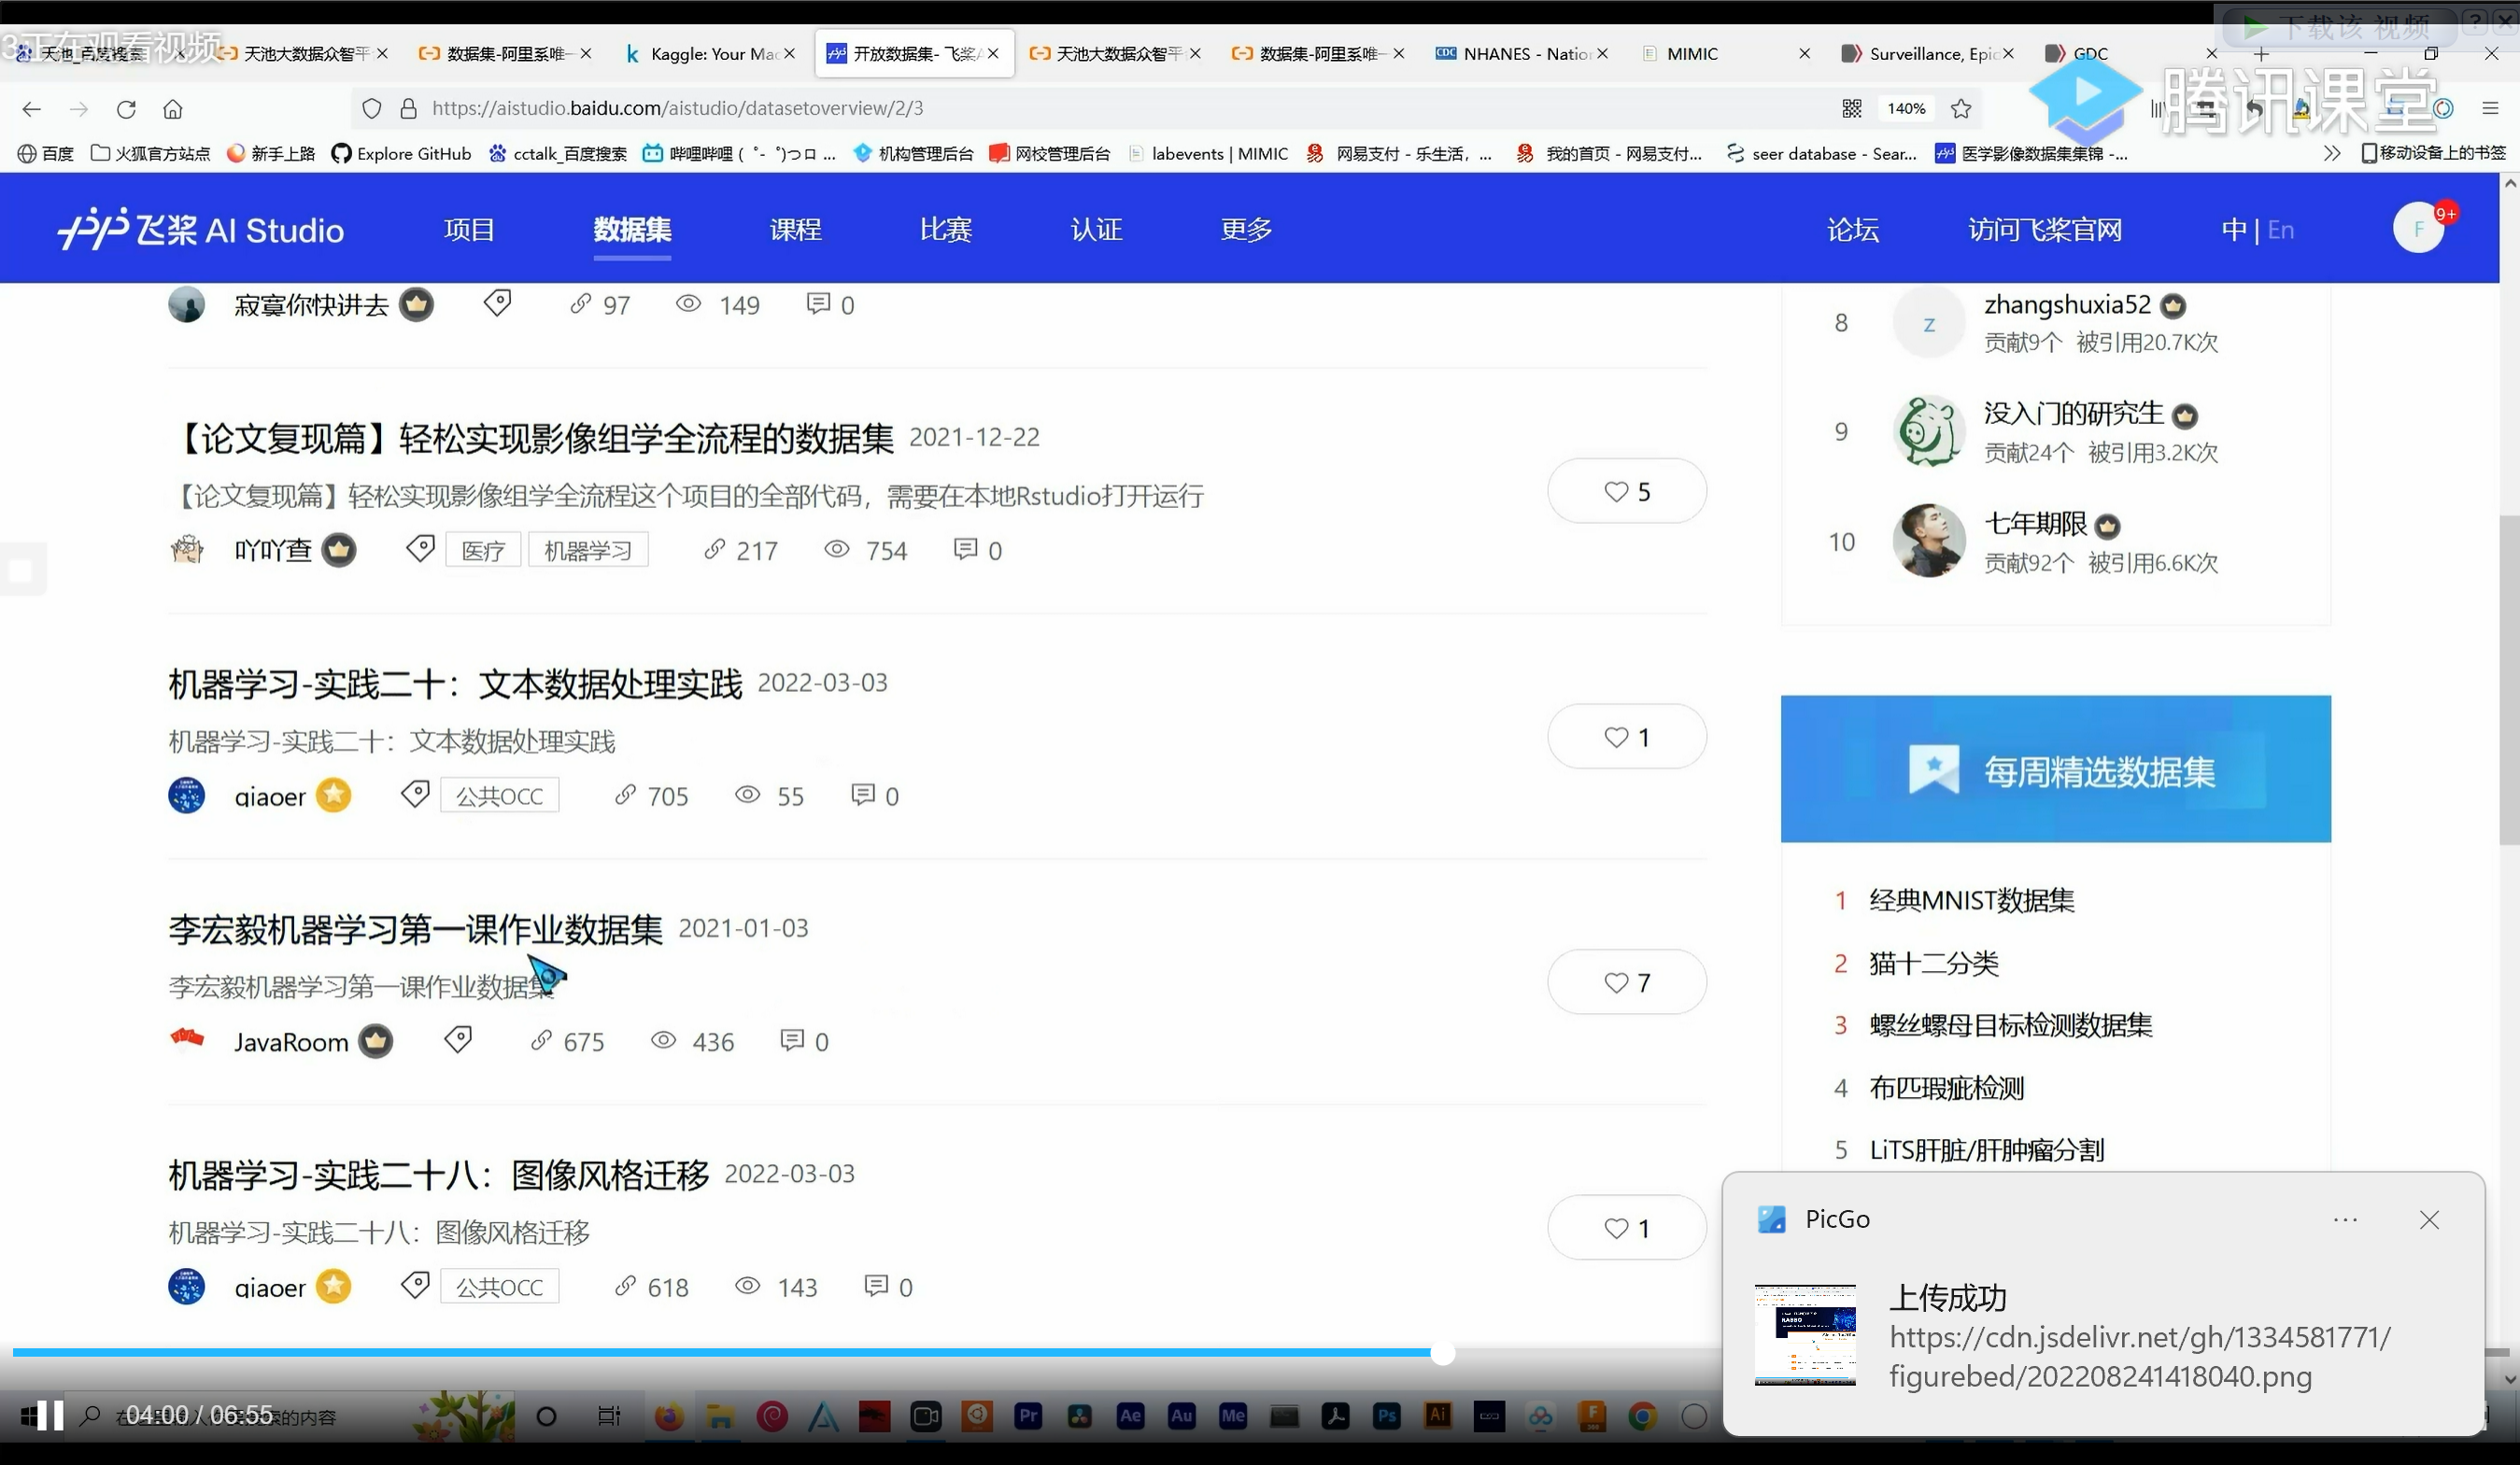 3正在观看视频
下载该 视频
天池_百度搜索
天池大数据众智平
数据集-阿里系唯一
Kaggle: Your Mac
开放数据集- 飞桨A
天池大数据众智平
数据集-阿里系唯一
NHANES - Natio
MIMIC
Surveillance, Epid
GDC
https://aistudio.baidu.com/aistudio/datasetoverview/2/3
140%
腾讯课堂
百度
火狐官方站点
新手上路
Explore GitHub
cctalk_百度搜索
哔哩哔哩 ( ゜- ゜)つロ ...
机构管理后台
网校管理后台
labevents | MIMIC
网易支付 - 乐生活，...
我的首页 - 网易支付...
seer database - Sear...
医学影像数据集集锦 -...
移动设备上的书签
飞桨 AI Studio
项目
数据集
课程
比赛
认证
更多
论坛
访问飞桨官网
中 | En
F
9+
寂寞你快讲去 97 149 0
【论文复现篇】轻松实现影像组学全流程的数据集 2021-12-22
【论文复现篇】轻松实现影像组学全流程这个项目的全部代码，需要在本地Rstudio打开运行
5
吖吖查 医疗 机器学习 217 754 0
机器学习-实践二十：文本数据处理实践 2022-03-03
机器学习-实践二十：文本数据处理实践
1
qiaoer 公共OCC 705 55 0
李宏毅机器学习第一课作业数据集 2021-01-03
李宏毅机器学习第一课作业数据集
7
JavaRoom 675 436 0
机器学习-实践二十八：图像风格迁移 2022-03-03
机器学习-实践二十八：图像风格迁移
1
qiaoer 公共OCC 618 143 0
8 z zhangshuxia52
贡献9个 被引用20.7K次
9 没入门的研究生
贡献24个 被引用3.2K次
10 七年期限
贡献92个 被引用6.6K次
每周精选数据集
1 经典MNIST数据集
2 猫十二分类
3 螺丝螺母目标检测数据集
4 布匹瑕疵检测
5 LiTS肝脏/肝肿瘤分割
PicGo
上传成功
https://cdn.jsdelivr.net/gh/1334581771/
figurebed/202208241418040.png
04:00 / 06:55
的内容
Pr
Ae
Au
Me
Ps
Ai